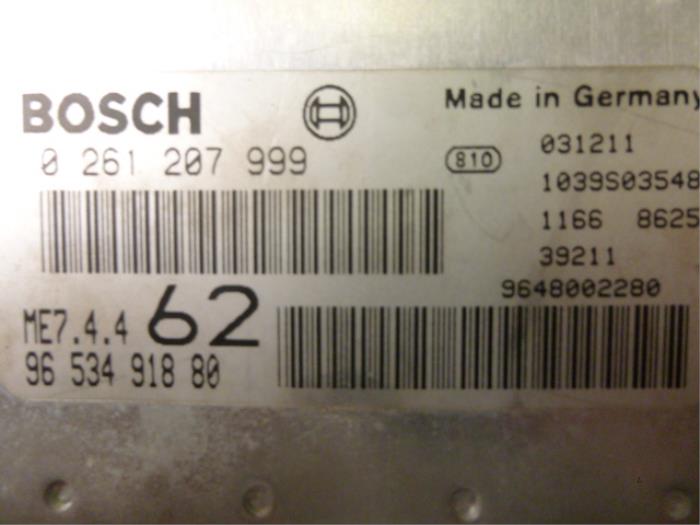 BOSCH
Made in Germany
0 261 207 999
810
031211
1039S03548
1166 8625
39211
9648002280
ME7.4.4 62
96 534 918 80